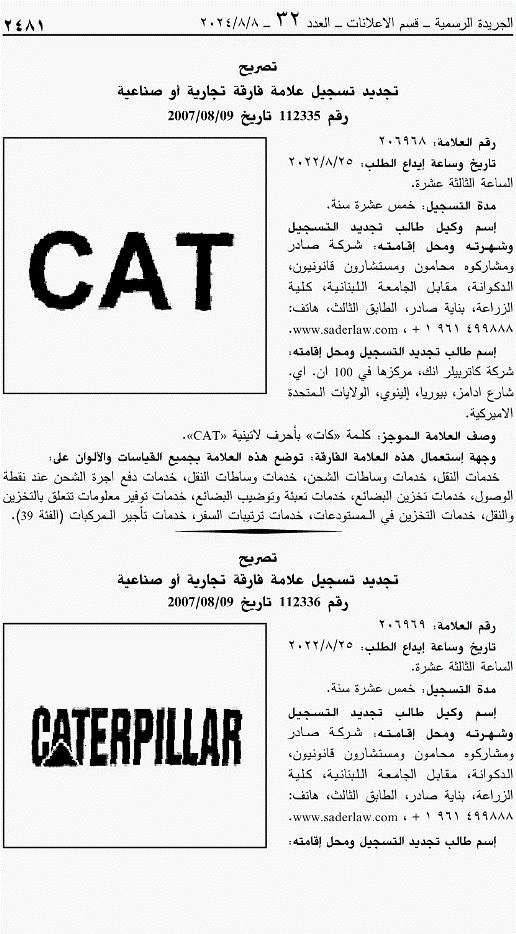 الجريدة الرسمية ـ قسم الاعلانات ـ العدد ٣٢ ـ ٢٠٢٤/٨/٨
٢٤٨١
تصريح
تجديد تسجيل علامة فارقة تجارية أو صناعية
رقم 112335 تاريخ 2007/08/09
رقم العلامة: ٢٠٦٩٦٨
تاريخ وساعة إيداع الطلب: ٢٠٢٢/٨/٢٥
الساعة الثالثة عشرة.
مدة التسجيل: خمس عشرة سنة.
إسم وكيل طالب تجديد التسجيل
وشهرته ومحل إقامته: شركة صادر
ومشاركوه محامون ومستشارون قانونيون،
الدكوانة، مقابل الجامعة اللبنانية، كلية
الزراعة، بناية صادر، الطابق الثالث، هاتف:
٤٩٩٨٨٨ ٩٦١ ١ + ، www.saderlaw.com.
إسم طالب تجديد التسجيل ومحل إقامته:
شركة كاتربيلر انك، مركزها في 100 ان. اي.
شارع ادامز، بيوريا، إلينوي، الولايات المتحدة
الاميركية.
CAT
وصف العلامة الموجز: كلمة «كات» بأحرف لاتينية «CAT».
وجهة إستعمال هذه العلامة الفارقة: توضع هذه العلامة بجميع القياسات والألوان على:
خدمات النقل، خدمات وساطات الشحن، خدمات وساطات النقل، خدمات دفع اجرة الشحن عند نقطة
الوصول، خدمات تخزين البضائع، خدمات تعبئة وتوضيب البضائع، خدمات توفير معلومات تتعلق بالتخزين
والنقل، خدمات التخزين في المستودعات، خدمات ترتيبات السفر، خدمات تأجير المركبات (الفئة 39).
تصريح
تجديد تسجيل علامة فارقة تجارية أو صناعية
رقم 112336 تاريخ 2007/08/09
رقم العلامة: ٢٠٦٩٦٩
تاريخ وساعة إيداع الطلب: ٢٠٢٢/٨/٢٥
الساعة الثالثة عشرة.
مدة التسجيل: خمس عشرة سنة.
إسم وكيل طالب تجديد التسجيل
وشهرته ومحل إقامته: شركة صادر
ومشاركوه محامون ومستشارون قانونيون،
الدكوانة، مقابل الجامعة اللبنانية، كلية
الزراعة، بناية صادر، الطابق الثالث، هاتف:
٤٩٩٨٨٨ ٩٦١ ١ + ، www.saderlaw.com.
إسم طالب تجديد التسجيل ومحل إقامته:
CATERPILLAR